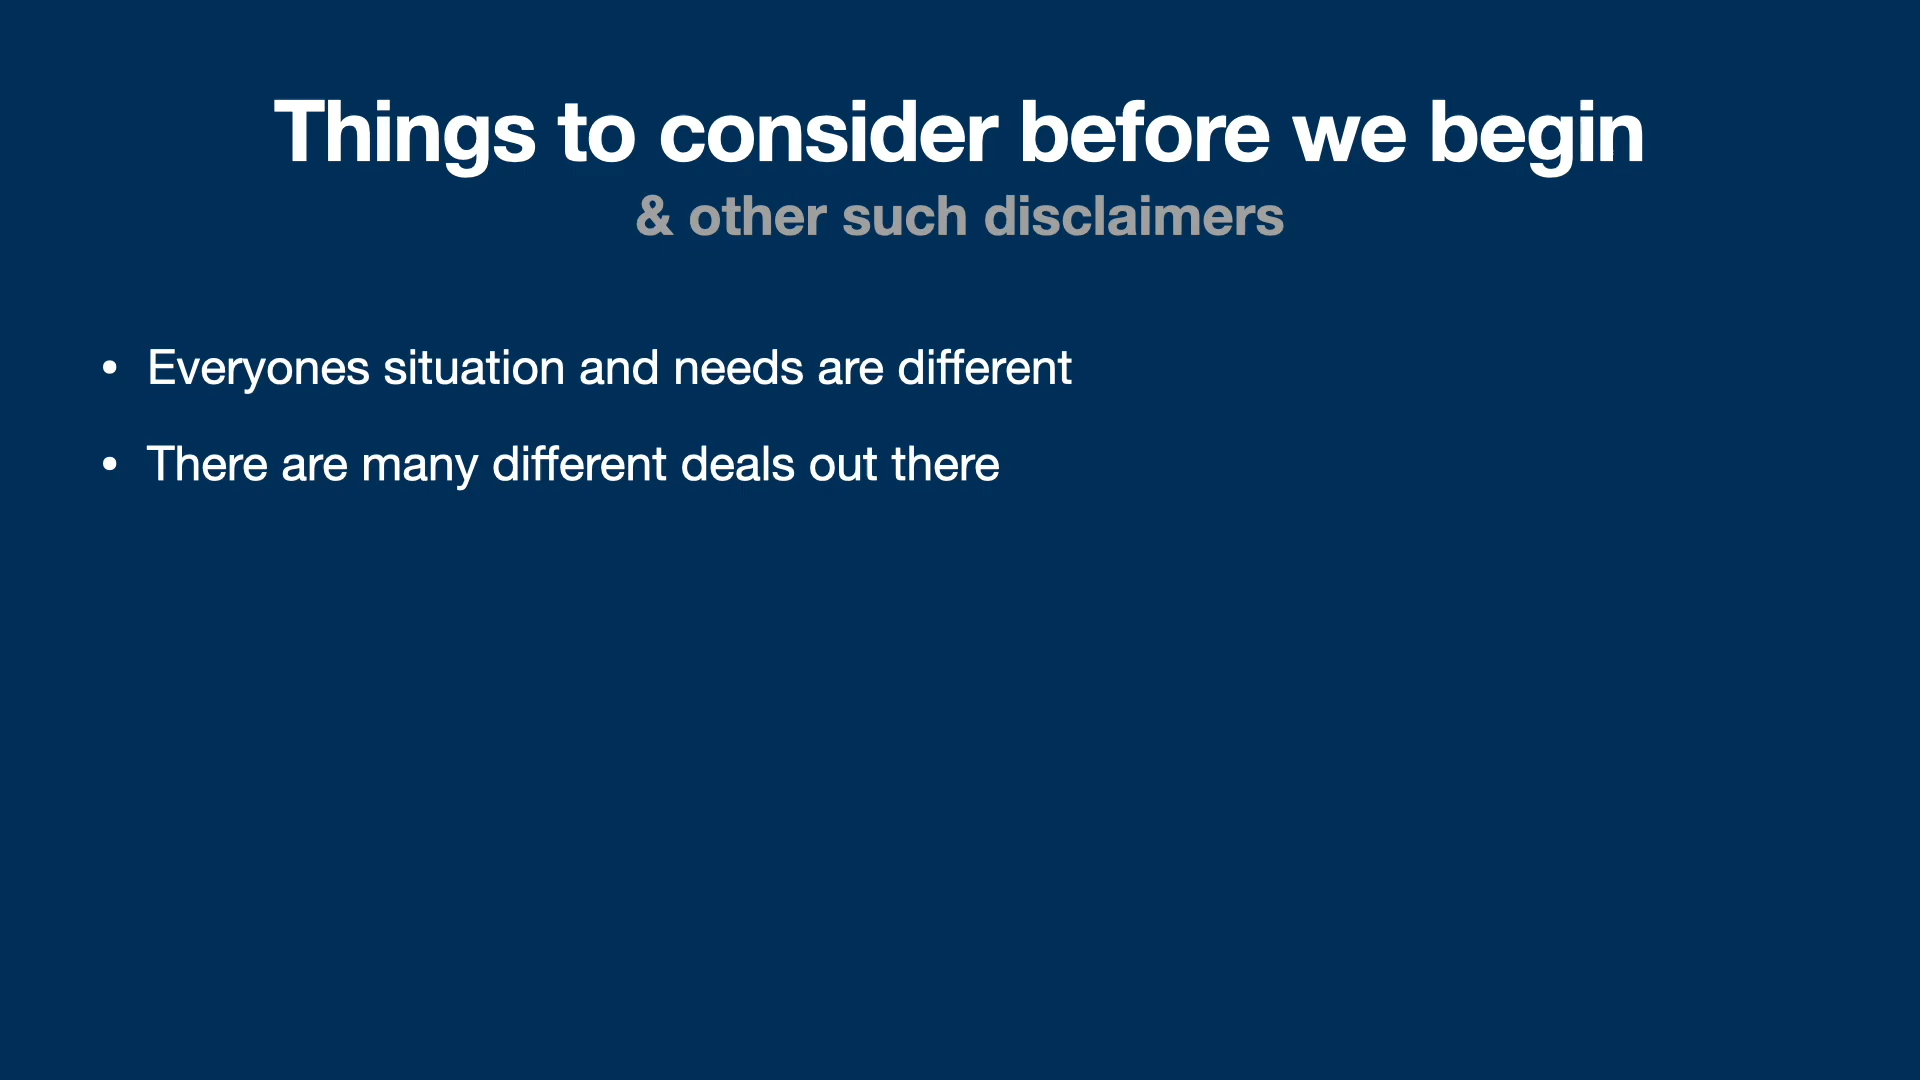 Things to consider before we begin
& other such disclaimers
• Everyones situation and needs are different
• There are many different deals out there